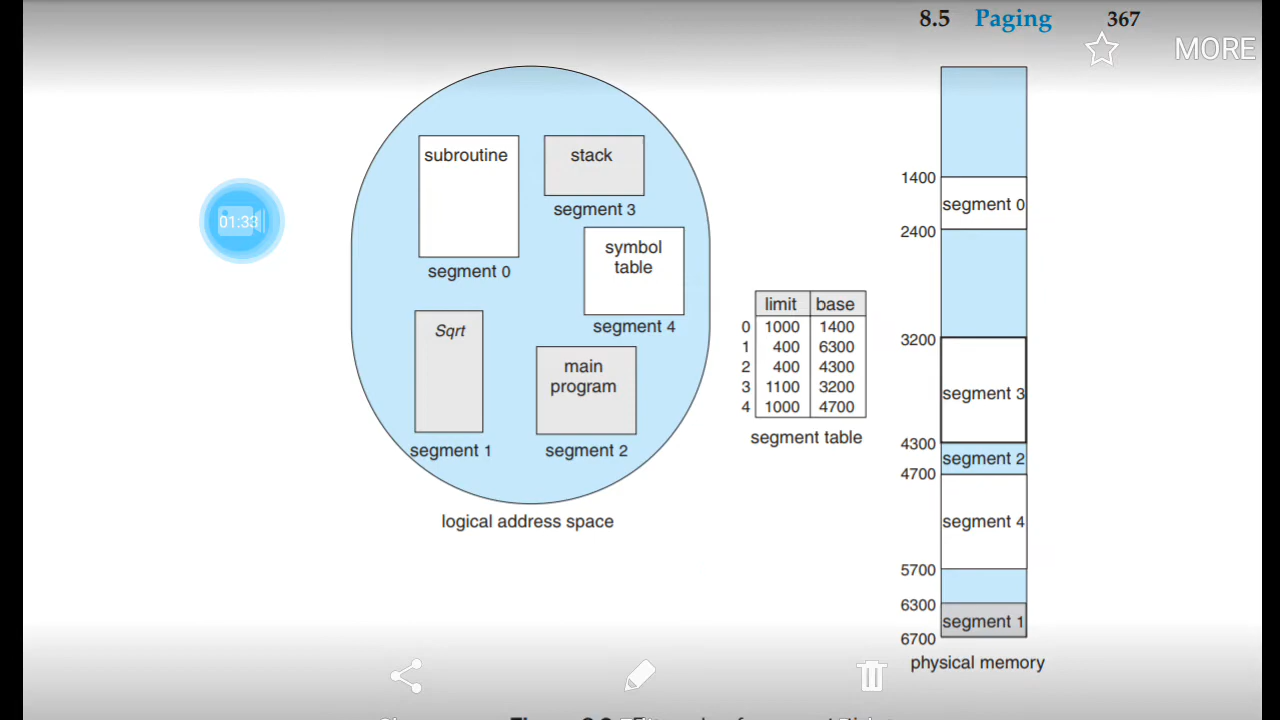 8.5 Paging 367
MORE
01:33
subroutine
segment 0
stack
segment 3
symbol
table
segment 4
Sqrt
segment 1
main
program
segment 2
logical address space
limit base
0 1000 1400
1 400 6300
2 400 4300
3 1100 3200
4 1000 4700
segment table
1400
segment 0
2400
3200
segment 3
4300
segment 2
4700
segment 4
5700
6300
segment 1
6700
physical memory